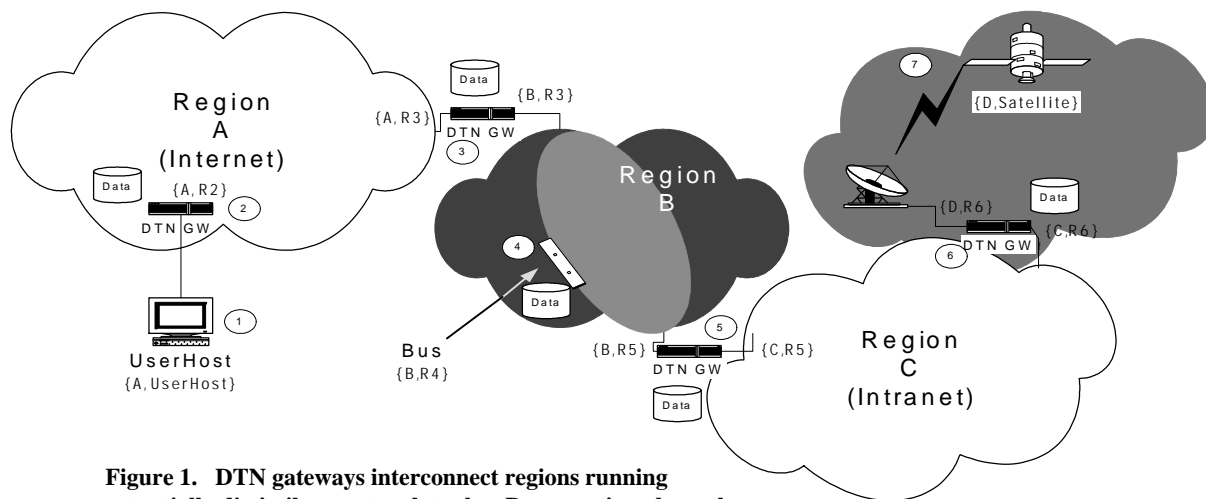 Region
A
(Internet)
Data
{A,R2}
2
DTN GW
1
UserHost
{A,UserHost}
Data
{A,R3}
{B,R3}
DTN GW
3
Region
B
4
Data
Bus
{B,R4}
5
{B,R5}
{C,R5}
DTN GW
Data
7
{D,Satellite}
Data
{D,R6}
{C,R6}
DTN GW
6
Region
C
(Intranet)
Figure 1. DTN gateways interconnect regions running